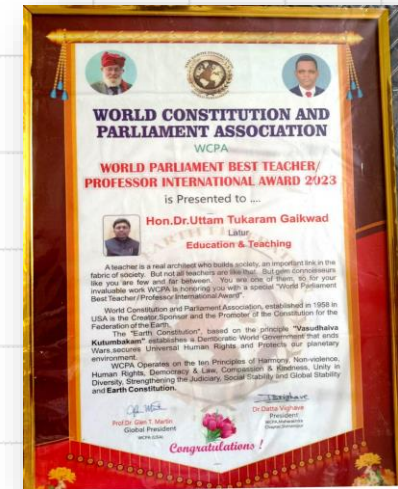 WORLD CONSTITUTION AND
PARLIAMENT ASSOCIATION
WCPA
WORLD PARLIAMENT BEST TEACHER/
PROFESSOR INTERNATIONAL AWARD 2023
is Presented to ....
Hon.Dr.Uttam Tukaram Gaikwad
Latur
Education & Teaching
A teacher is a real architect who builds society, an important link in the
fabric of society. But not all teachers are like that. But gem connoisseurs
like you are few and far between. You are one of them, so for your
invaluable work WCPA is honoring you with a special "World Parliament
Best Teacher / Professor International Award".
World Constitution and Parliament Association, established in 1958 in
USA is the Creator, Sponsor and the Promoter of the Constitution for the
Federation of the Earth.
The "Earth Constitution", based on the principle "Vasudhaiva
Kutumbakam" establishes a Democratic World Government that ends
Wars, secures Universal Human Rights and Protects our planetary
environment.
WCPA Operates on the ten Principles of Harmony, Non-violence,
Human Rights, Democracy & Law, Compassion & Kindness, Unity in
Diversity, Strengthening the Judiciary, Social Stability and Global Stability
and Earth Constitution.
Prof.Dr. Glen T. Martin
Global President
WCPA (USA)
Dr.Datta Vighave
President
WCPA Maharashtra
Congratulations !